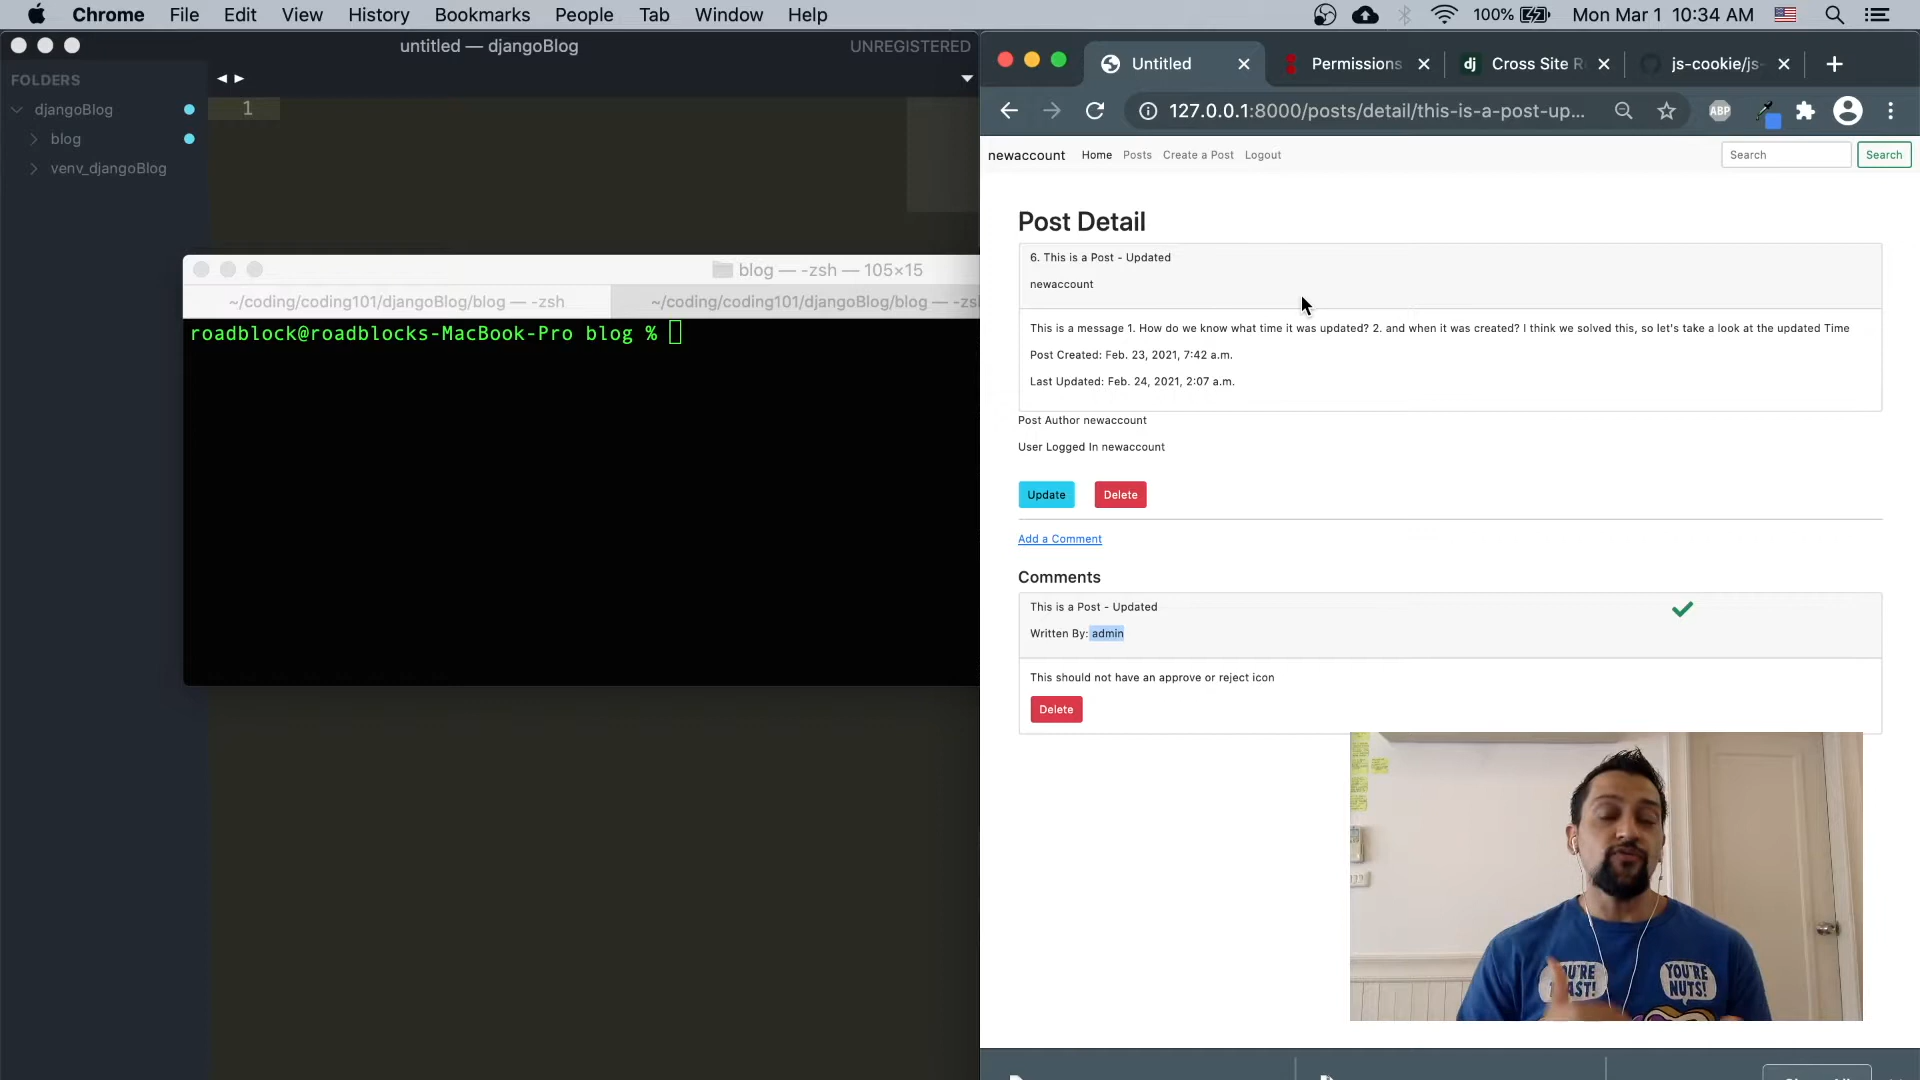 Chrome File Edit View History Bookmarks People Tab Window Help
100% Mon Mar 1 10:34 AM
untitled — djangoBlog
UNREGISTERED
FOLDERS
djangoBlog
blog
venv_djangoBlog
1
blog — -zsh — 105×15
~/coding/coding101/djangoBlog/blog — -zsh
~/coding/coding101/djangoBlog/blog — -zs
roadblock@roadblocks-MacBook-Pro blog %
Untitled
Permissions
dj Cross Site R
js-cookie/js-
127.0.0.1:8000/posts/detail/this-is-a-post-up...
ABP
newaccount Home Posts Create a Post Logout
Search
Search
Post Detail
6. This is a Post - Updated
newaccount
This is a message 1. How do we know what time it was updated? 2. and when it was created? I think we solved this, so let's take a look at the updated Time
Post Created: Feb. 23, 2021, 7:42 a.m.
Last Updated: Feb. 24, 2021, 2:07 a.m.
Post Author newaccount
User Logged In newaccount
Update
Delete
Add a Comment
Comments
This is a Post - Updated
Written By: admin
This should not have an approve or reject icon
Delete
YOU'RE
NUTS!